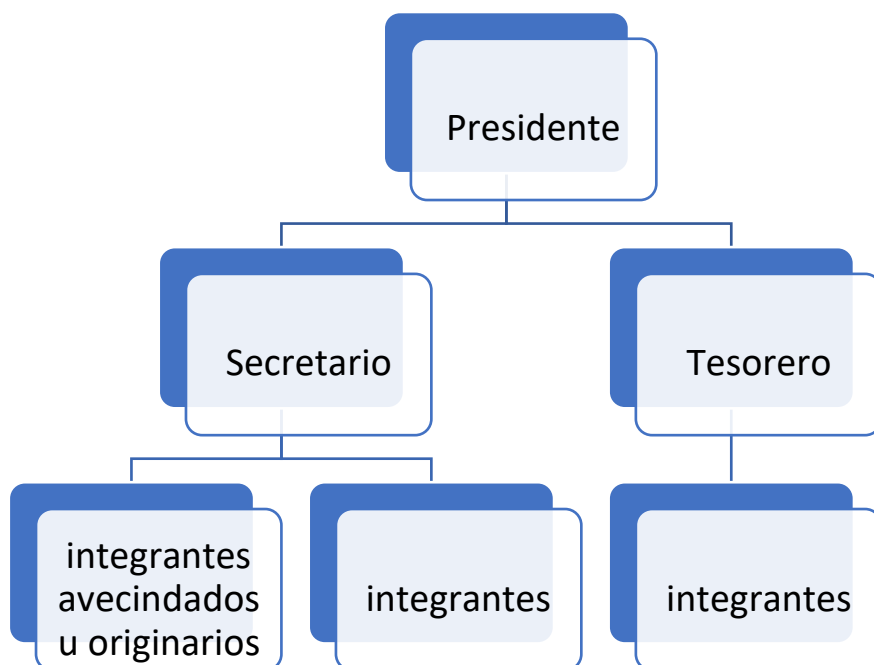 Presidente
Secretario
Tesorero
integrantes
avecindados
u originarios
integrantes
integrantes